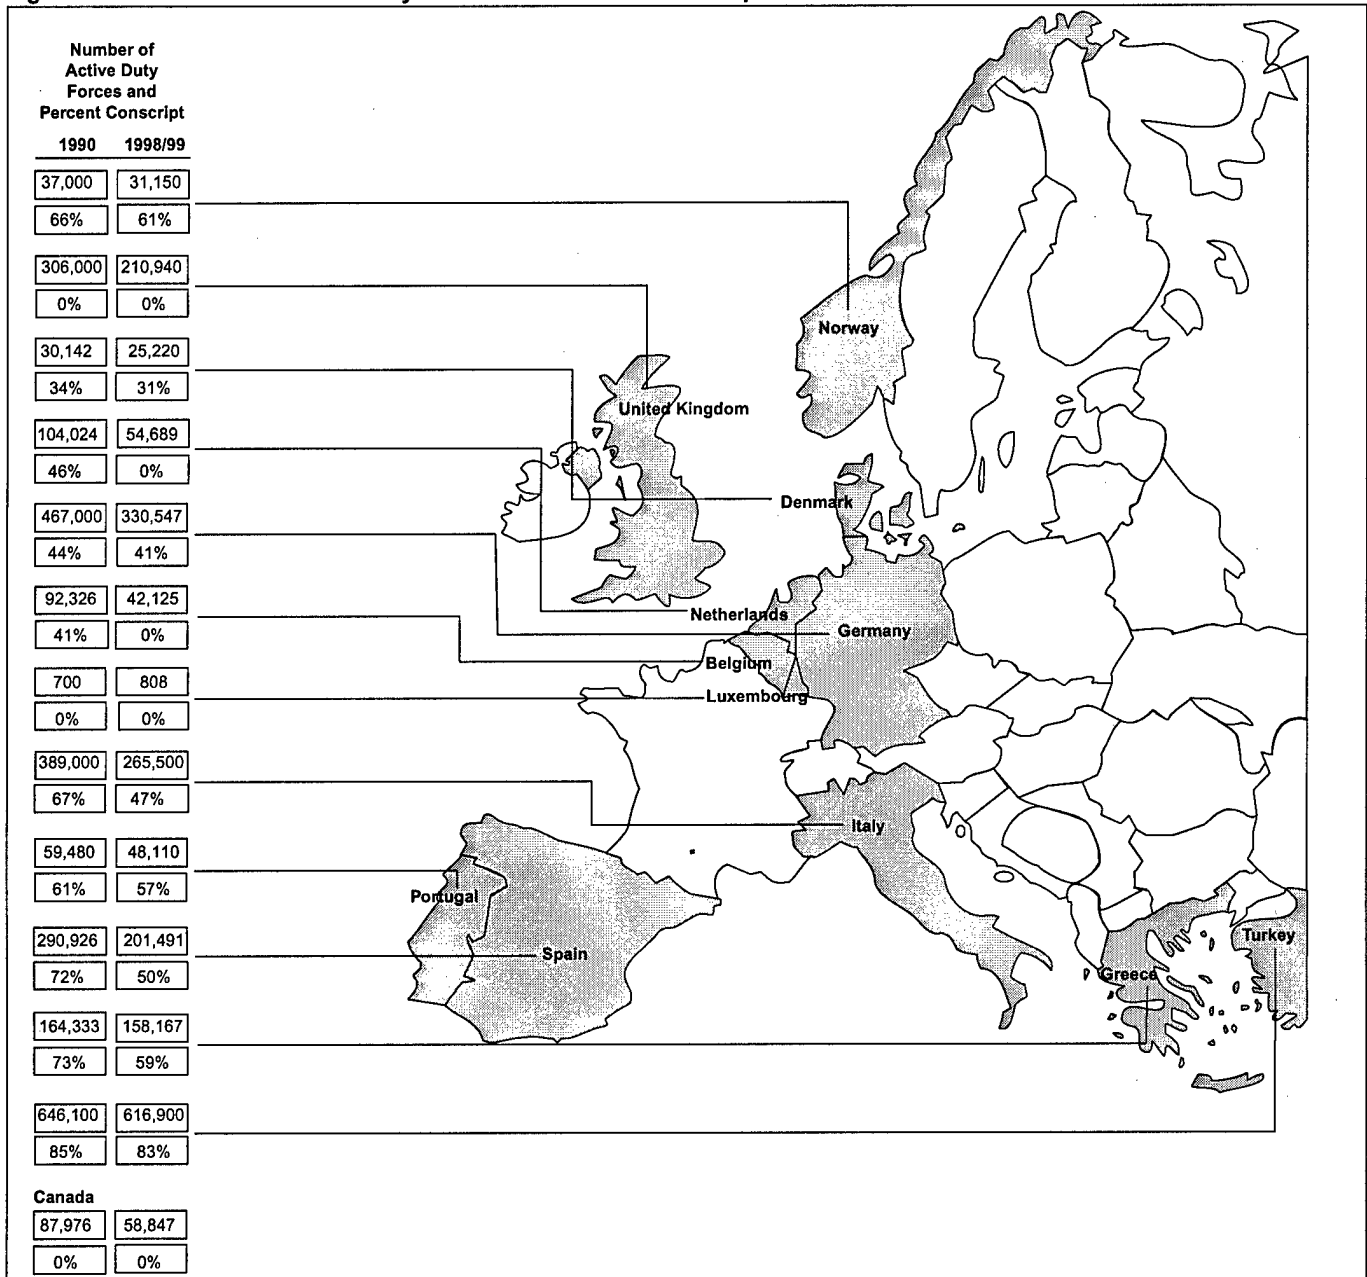 Number of
Active Duty
Forces and
Percent Conscript
1990 1998/99
37,000 31,150
66% 61%
306,000 210,940
0% 0%
30,142 25,220
34% 31%
104,024 54,689
46% 0%
467,000 330,547
44% 41%
92,326 42,125
41% 0%
700 808
0% 0%
389,000 265,500
67% 47%
59,480 48,110
61% 57%
290,926 201,491
72% 50%
164,333 158,167
73% 59%
646,100 616,900
85% 83%
Canada
87,976 58,847
0% 0%
Norway
United Kingdom
Denmark
Netherlands
Germany
Belgium
Luxembourg
Italy
Portugal
Spain
Turkey
Greece